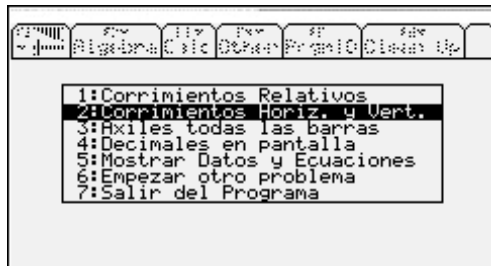 Algebra Calc Other PrgmIO Clean Up
1:Corrimientos Relativos
2:Corrimientos Horiz. y Vert.
3:Axiles todas las barras
4:Decimales en pantalla
5:Mostrar Datos y Ecuaciones
6:Empezar otro problema
7:Salir del Programa